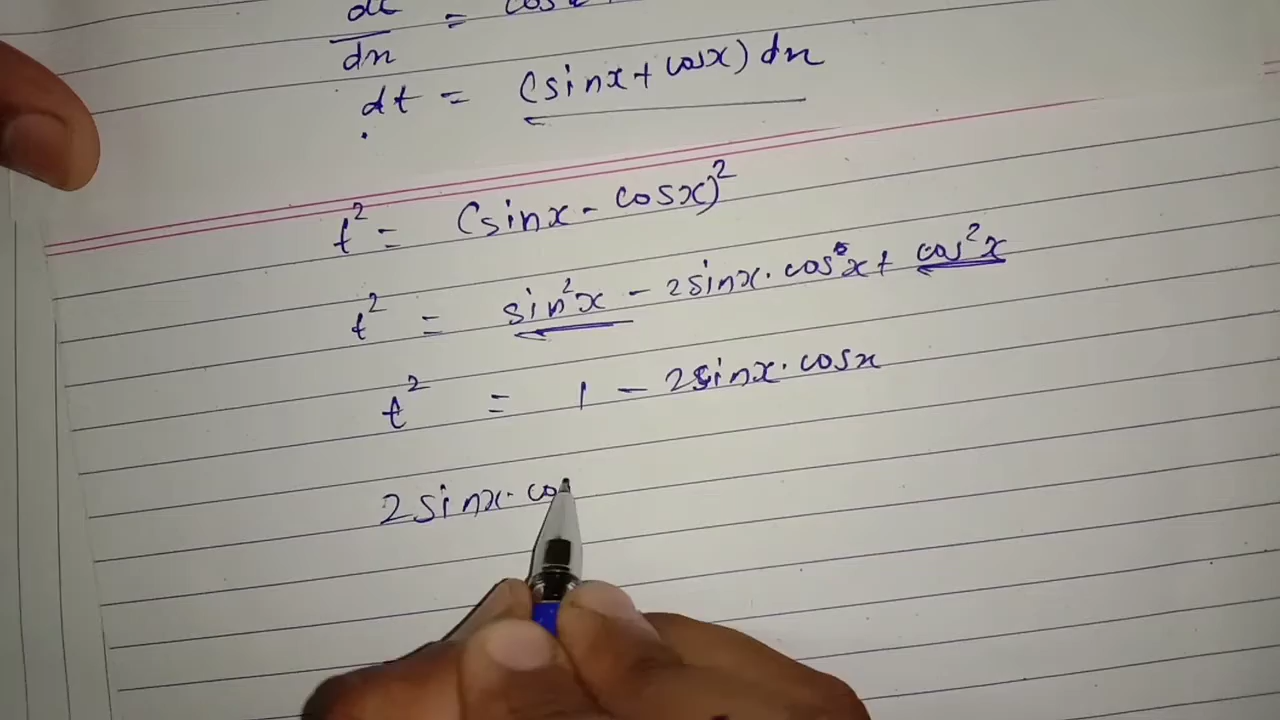 dt/dx = cosx
dt = (sinx + cosx) dx
t² = (sinx - cosx)²
t² = sin²x - 2sinx · cosx + cos²x
t² = 1 - 2sinx · cosx
2sinx · cos